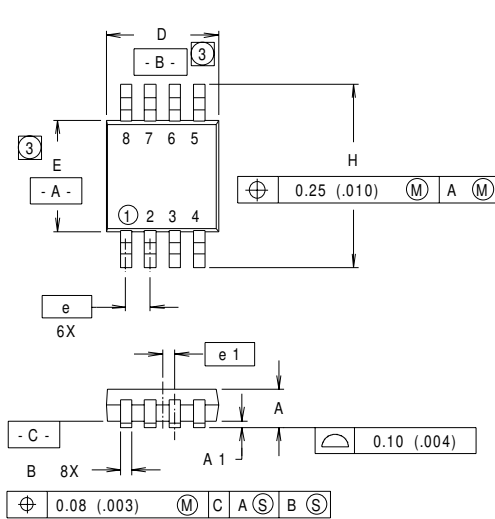 D
- B -
3
8 7 6 5
3
E
- A -
H
⌖ 0.25 (.010) Ⓜ A Ⓜ
1 2 3 4
e
6X
e 1
A
- C -
A 1
⌓ 0.10 (.004)
B 8X
⌖ 0.08 (.003) Ⓜ C A Ⓢ B Ⓢ